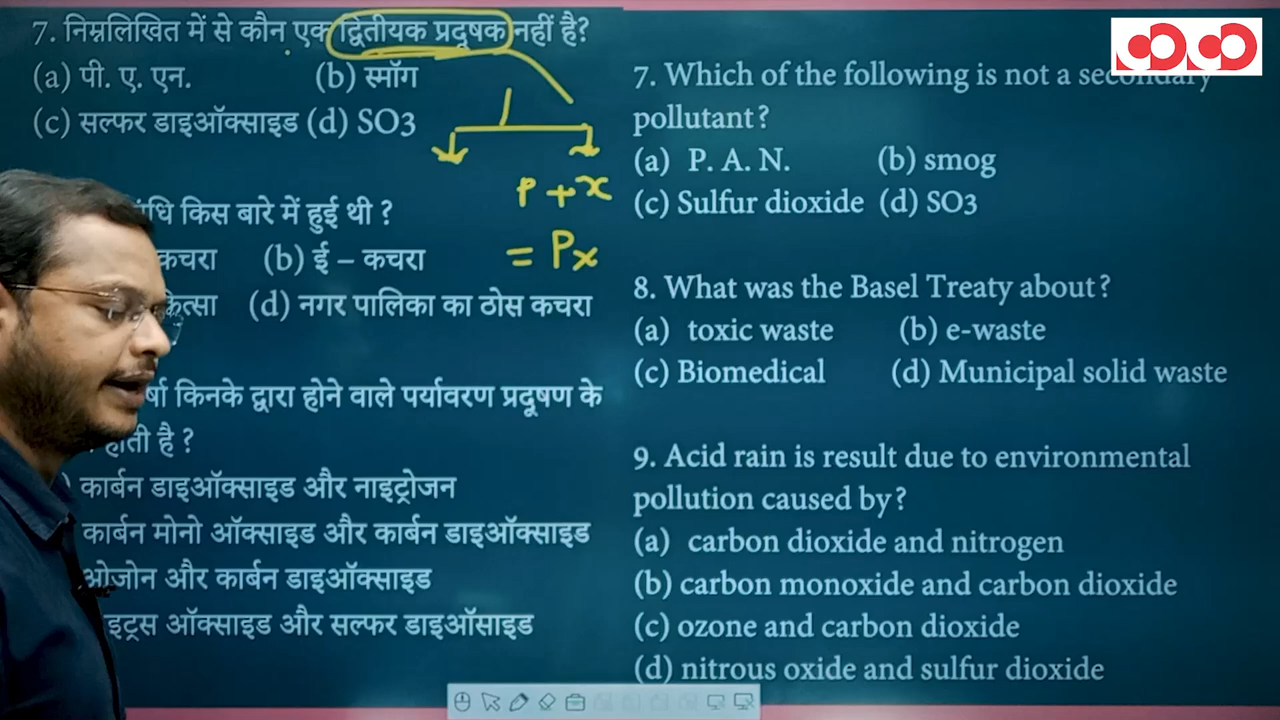 7. निम्नलिखित में से कौन एक द्वितीयक प्रदूषक नहीं है?
(a) पी. ए. एन. (b) स्मॉग
(c) सल्फर डाइऑक्साइड (d) SO3
P + x
= Px
किस बारे में हुई थी ?
कचरा (b) ई – कचरा
(d) नगर पालिका का ठोस कचरा
किनके द्वारा होने वाले पर्यावरण प्रदूषण के
होती है ?
कार्बन डाइऑक्साइड और नाइट्रोजन
कार्बन मोनो ऑक्साइड और कार्बन डाइऑक्साइड
ओजोन और कार्बन डाइऑक्साइड
ऑक्साइड और सल्फर डाइऑसाइड
7. Which of the following is not a secondary
pollutant?
(a) P. A. N. (b) smog
(c) Sulfur dioxide (d) SO3
8. What was the Basel Treaty about?
(a) toxic waste (b) e-waste
(c) Biomedical (d) Municipal solid waste
9. Acid rain is result due to environmental
pollution caused by?
(a) carbon dioxide and nitrogen
(b) carbon monoxide and carbon dioxide
(c) ozone and carbon dioxide
(d) nitrous oxide and sulfur dioxide